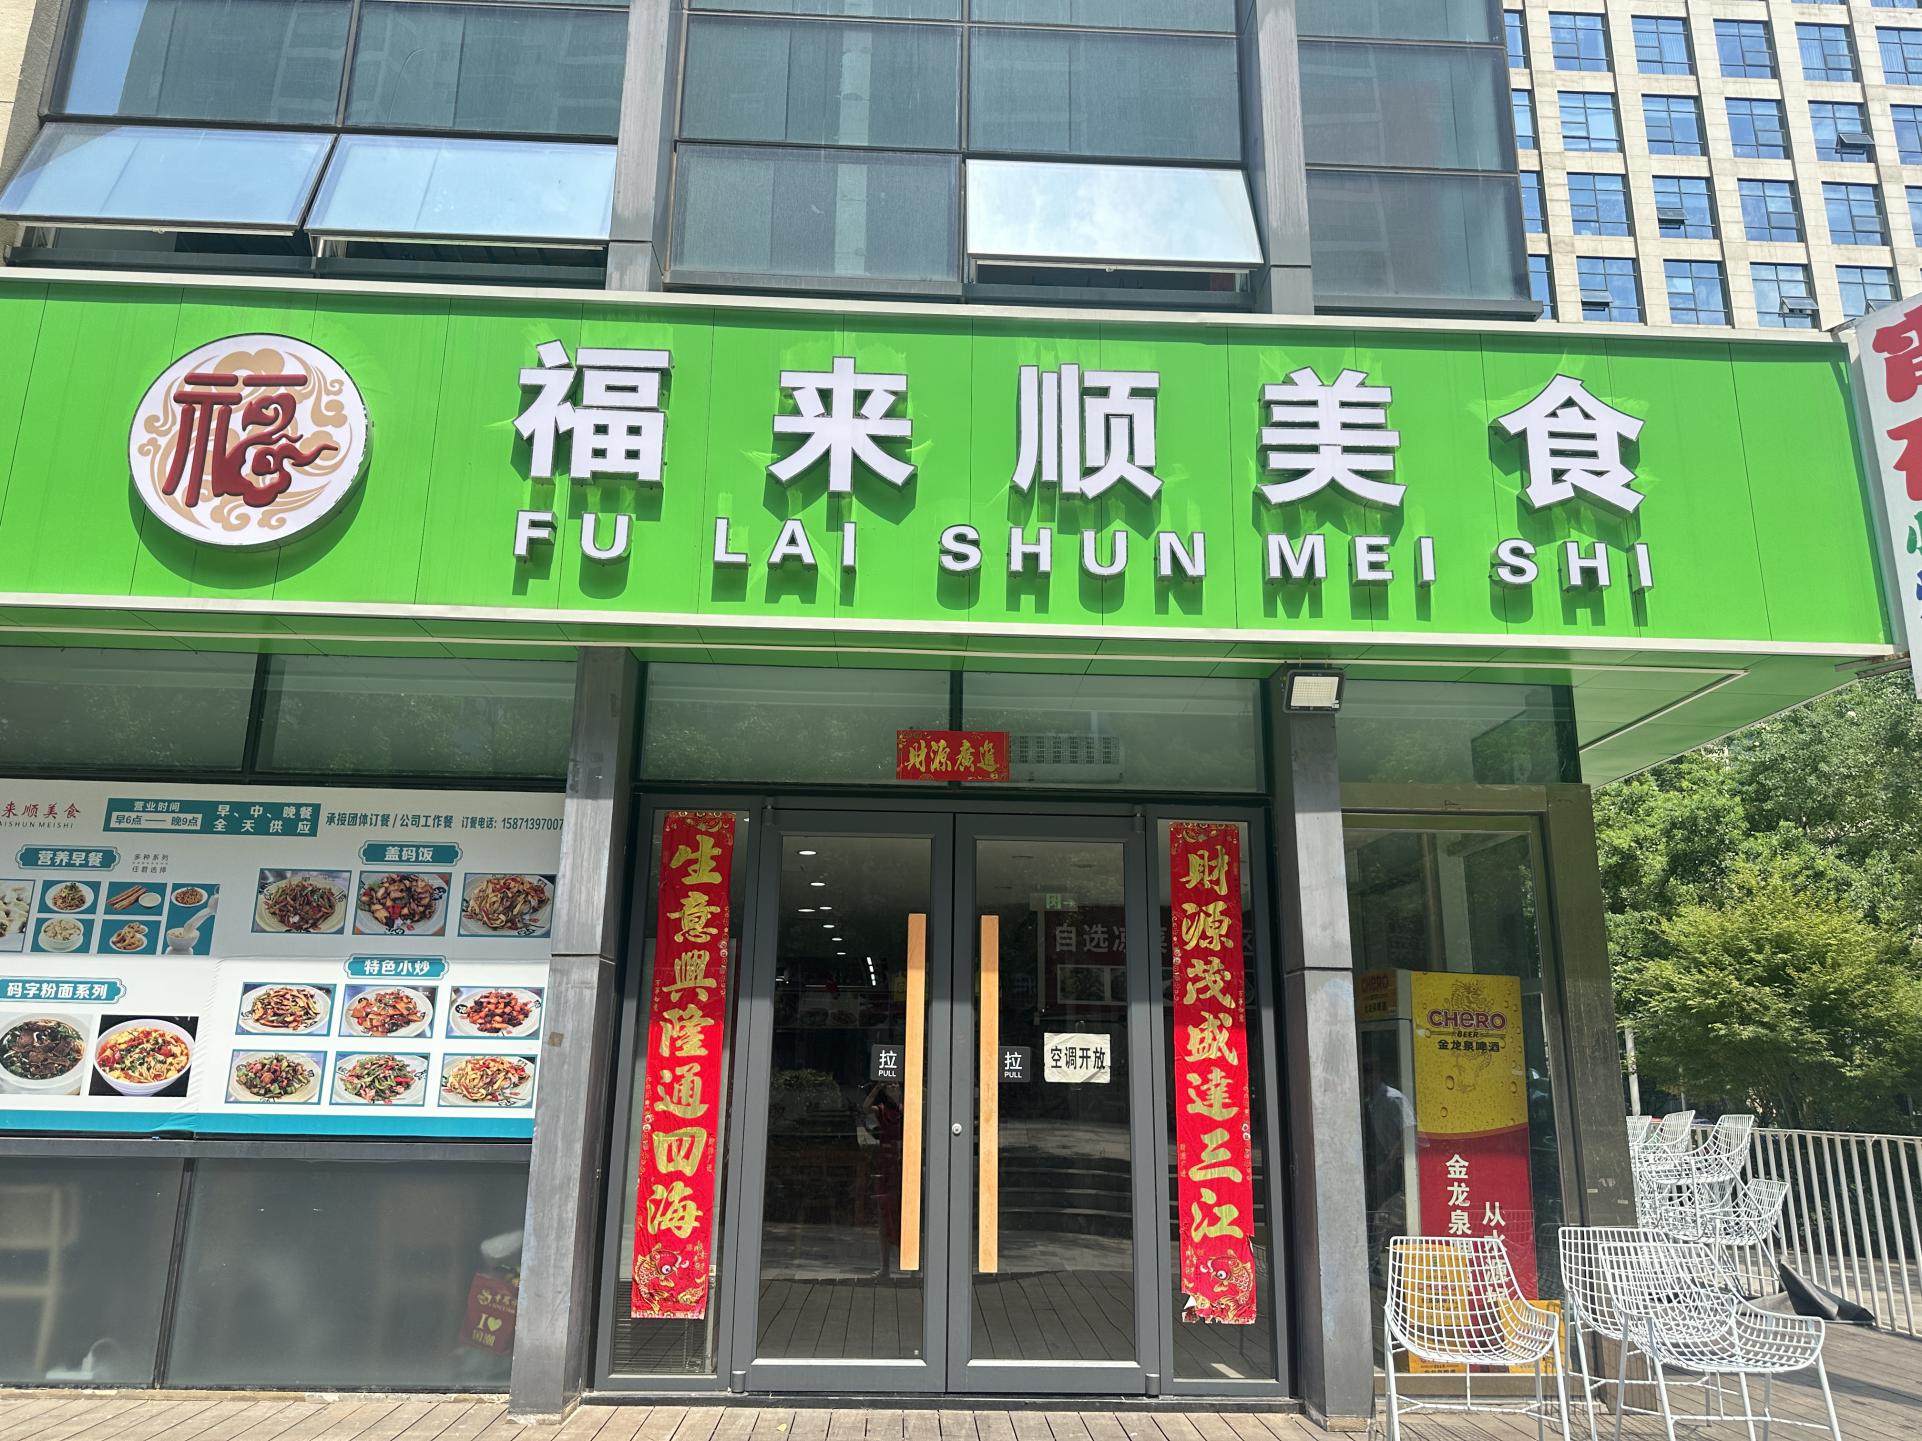 福
福来顺美食
FU LAI SHUN MEI SHI
財源廣進
生意興隆通四海
財源茂盛達三江
来顺美食
AISHUNMEISHI
营业时间
早6点——晚9点
早、中、晚餐
全天供应
承接团体订餐/公司工作餐 订餐电话:15871397007
营养早餐
多种系列
任君选择
盖码饭
码字粉面系列
特色小炒
拉
PULL
拉
PULL
空调开放
自选凉菜
CHERO
BEER
金龙泉啤酒
金龙泉
I❤
国潮